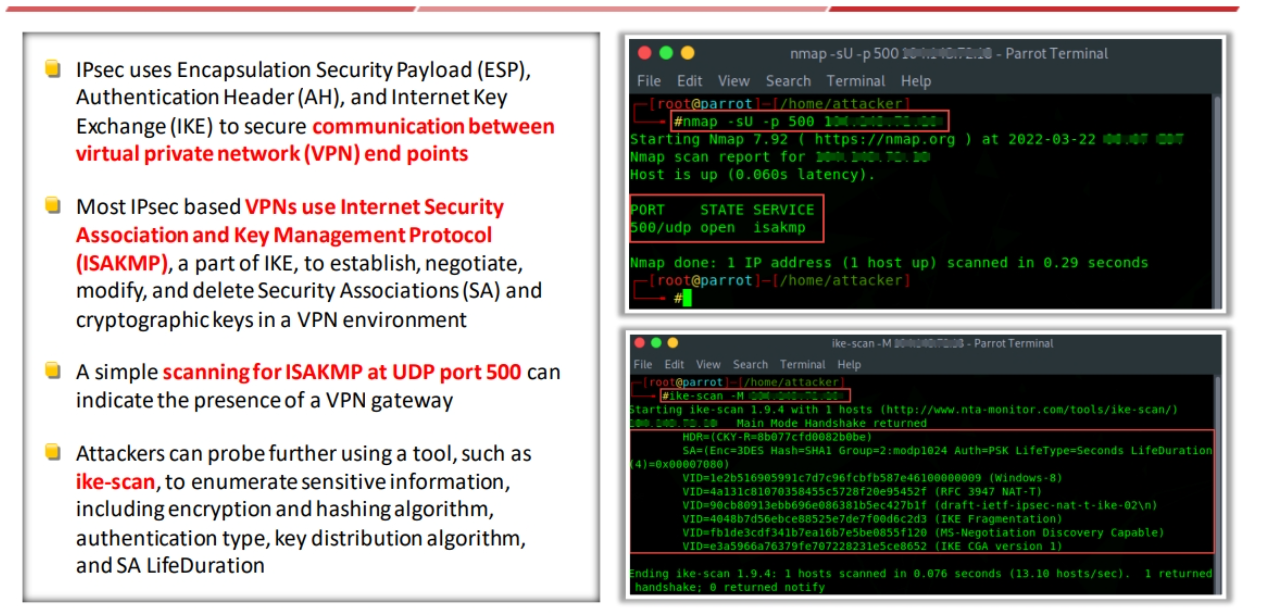 IPsec uses Encapsulation Security Payload (ESP),
Authentication Header (AH), and Internet Key
Exchange (IKE) to secure communication between
virtual private network (VPN) end points
Most IPsec based VPNs use Internet Security
Association and Key Management Protocol
(ISAKMP), a part of IKE, to establish, negotiate,
modify, and delete Security Associations (SA) and
cryptographic keys in a VPN environment
A simple scanning for ISAKMP at UDP port 500 can
indicate the presence of a VPN gateway
Attackers can probe further using a tool, such as
ike-scan, to enumerate sensitive information,
including encryption and hashing algorithm,
authentication type, key distribution algorithm,
and SA LifeDuration
nmap -sU -p 500 - Parrot Terminal
File Edit View Search Terminal Help
[root@parrot]-[/home/attacker]
#nmap -sU -p 500
Starting Nmap 7.92 ( https://nmap.org ) at 2022-03-22
Nmap scan report for
Host is up (0.060s latency).
PORT STATE SERVICE
500/udp open isakmp
Nmap done: 1 IP address (1 host up) scanned in 0.29 seconds
[root@parrot]-[/home/attacker]
#
ike-scan -M - Parrot Terminal
File Edit View Search Terminal Help
[root@parrot]-[/home/attacker]
#ike-scan -M
Starting ike-scan 1.9.4 with 1 hosts (http://www.nta-monitor.com/tools/ike-scan/)
Main Mode Handshake returned
HDR=(CKY-R=8b077cfd0082b0be)
SA=(Enc=3DES Hash=SHA1 Group=2:modp1024 Auth=PSK LifeType=Seconds LifeDuration
(4)=0x00007080)
VID=1e2b516905991c7d7c96fcbfb587e46100000009 (Windows-8)
VID=4a131c81070358455c5728f20e95452f (RFC 3947 NAT-T)
VID=90cb80913ebb696e086381b5ec427b1f (draft-ietf-ipsec-nat-t-ike-02\n)
VID=4048b7d56ebce88525e7de7f00d6c2d3 (IKE Fragmentation)
VID=fb1de3cdf341b7ea16b7e5be0855f120 (MS-Negotiation Discovery Capable)
VID=e3a5966a76379fe707228231e5ce8652 (IKE CGA version 1)
Ending ike-scan 1.9.4: 1 hosts scanned in 0.076 seconds (13.10 hosts/sec). 1 returned
handshake; 0 returned notify